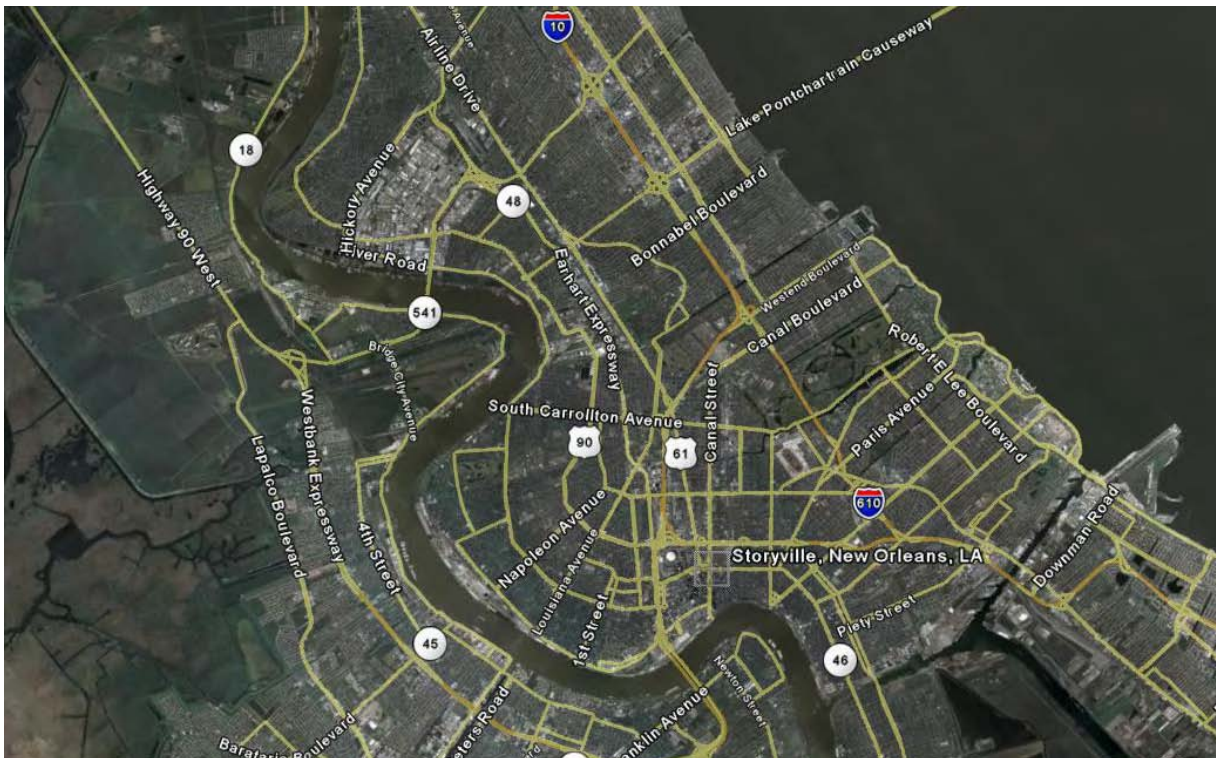 10
Airline Drive
Lake Pontchartrain Causeway
18
Highway 90 West
Hickory Avenue
48
Bonnabel Boulevard
River Road
Earhart Expressway
Westend Boulevard
Canal Boulevard
541
Bridge City Avenue
Robert E Lee Boulevard
Westbank Expressway
Lapalco Boulevard
South Carrollton Avenue
Canal Street
Paris Avenue
90
61
610
Napoleon Avenue
4th Street
Louisiana Avenue
1st Street
Storyville, New Orleans, LA
Downman Road
Piety Street
45
46
Newton Street
Barataria Boulevard
eters Road
anklin Avenue